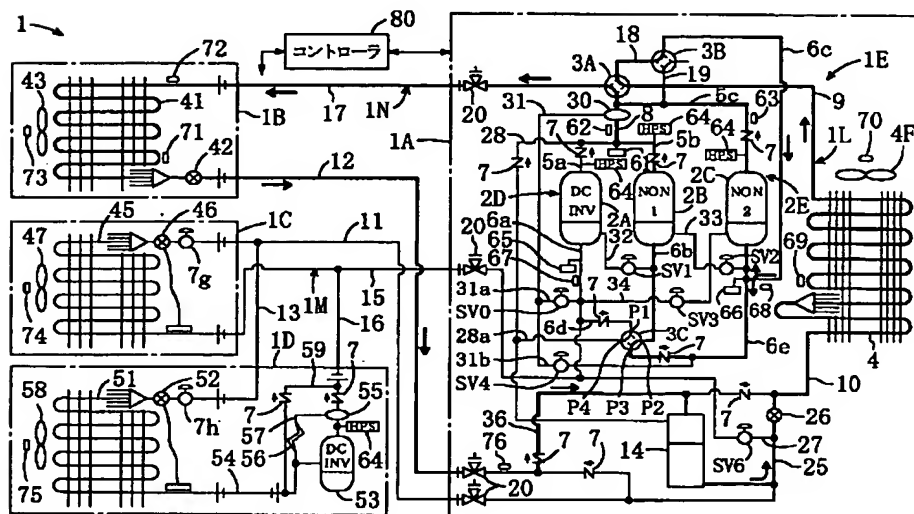 1
80
コントローラ
72
43
41
1B
17
1N
20
1A
71
42
73
12
18
3B
6c
3A
1E
19
31
30
8
5c
63
9
62
64
HPS
28
7
5b
64
HPS
70
4F
1L
7
5a
HPS
64
61
7
7
2D
DC
INV
2A
NON
1
2B
2C
NON
2
2E
45
46
1C
11
47
7g
20
6a
65
67
32
33
6b
SV1
SV2
69
15
1M
74
13
16
31a
SV0
34
7
SV3
66
68
6d
P1
3C
7
28a
31b
SV4
6e
4
10
1D
59
58
51
52
7
7
55
7h
57
HPS
64
56
DC
INV
53
54
75
P4
P3
P2
36
7
7
26
27
14
SV6
25
76
7
20